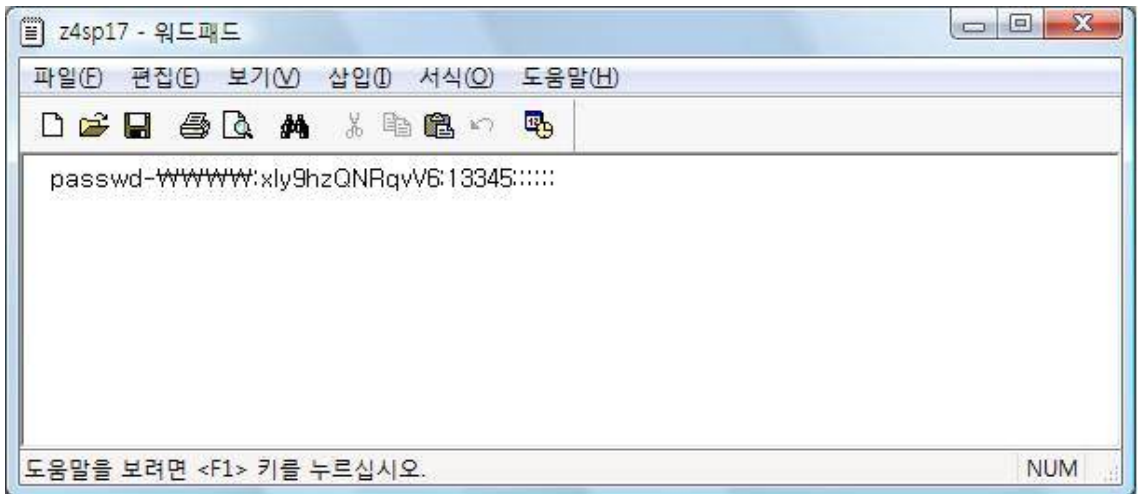 z4sp17 - 워드패드
파일(F) 편집(E) 보기(V) 삽입(I) 서식(O) 도움말(H)
passwd-₩₩₩₩₩:xIy9hzQNRqvV6:13345::::::
도움말을 보려면 <F1> 키를 누르십시오. NUM